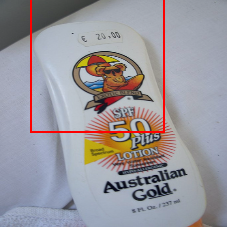 € 20.00
SPF
50
Plus
LOTION
Australian
Gold
8 FL Oz. / 237 ml